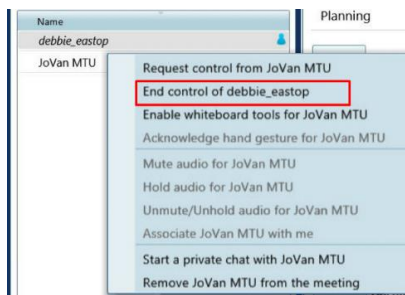 Name
Planning
debbie_eastop
JoVan MTU
Request control from JoVan MTU
End control of debbie_eastop
Enable whiteboard tools for JoVan MTU
Acknowledge hand gesture for JoVan MTU
Mute audio for JoVan MTU
Hold audio for JoVan MTU
Unmute/Unhold audio for JoVan MTU
Associate JoVan MTU with me
Start a private chat with JoVan MTU
Remove JoVan MTU from the meeting